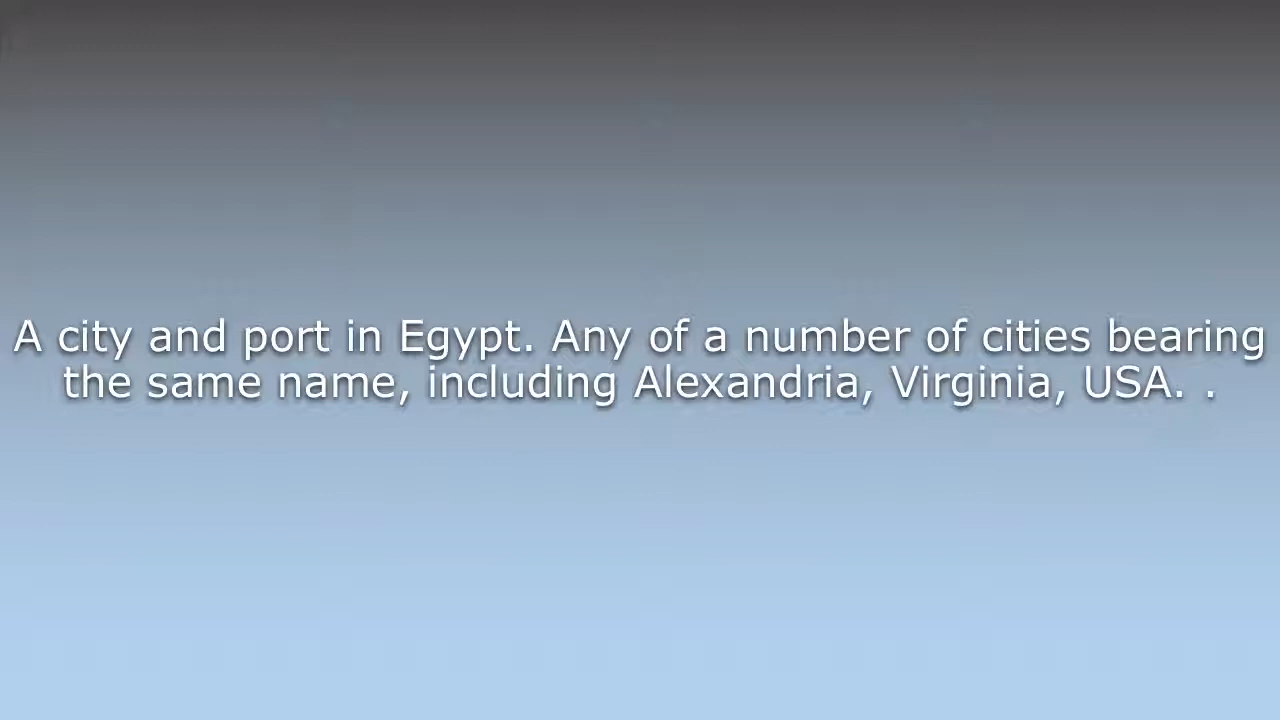 A city and port in Egypt. Any of a number of cities bearing
the same name, including Alexandria, Virginia, USA. .